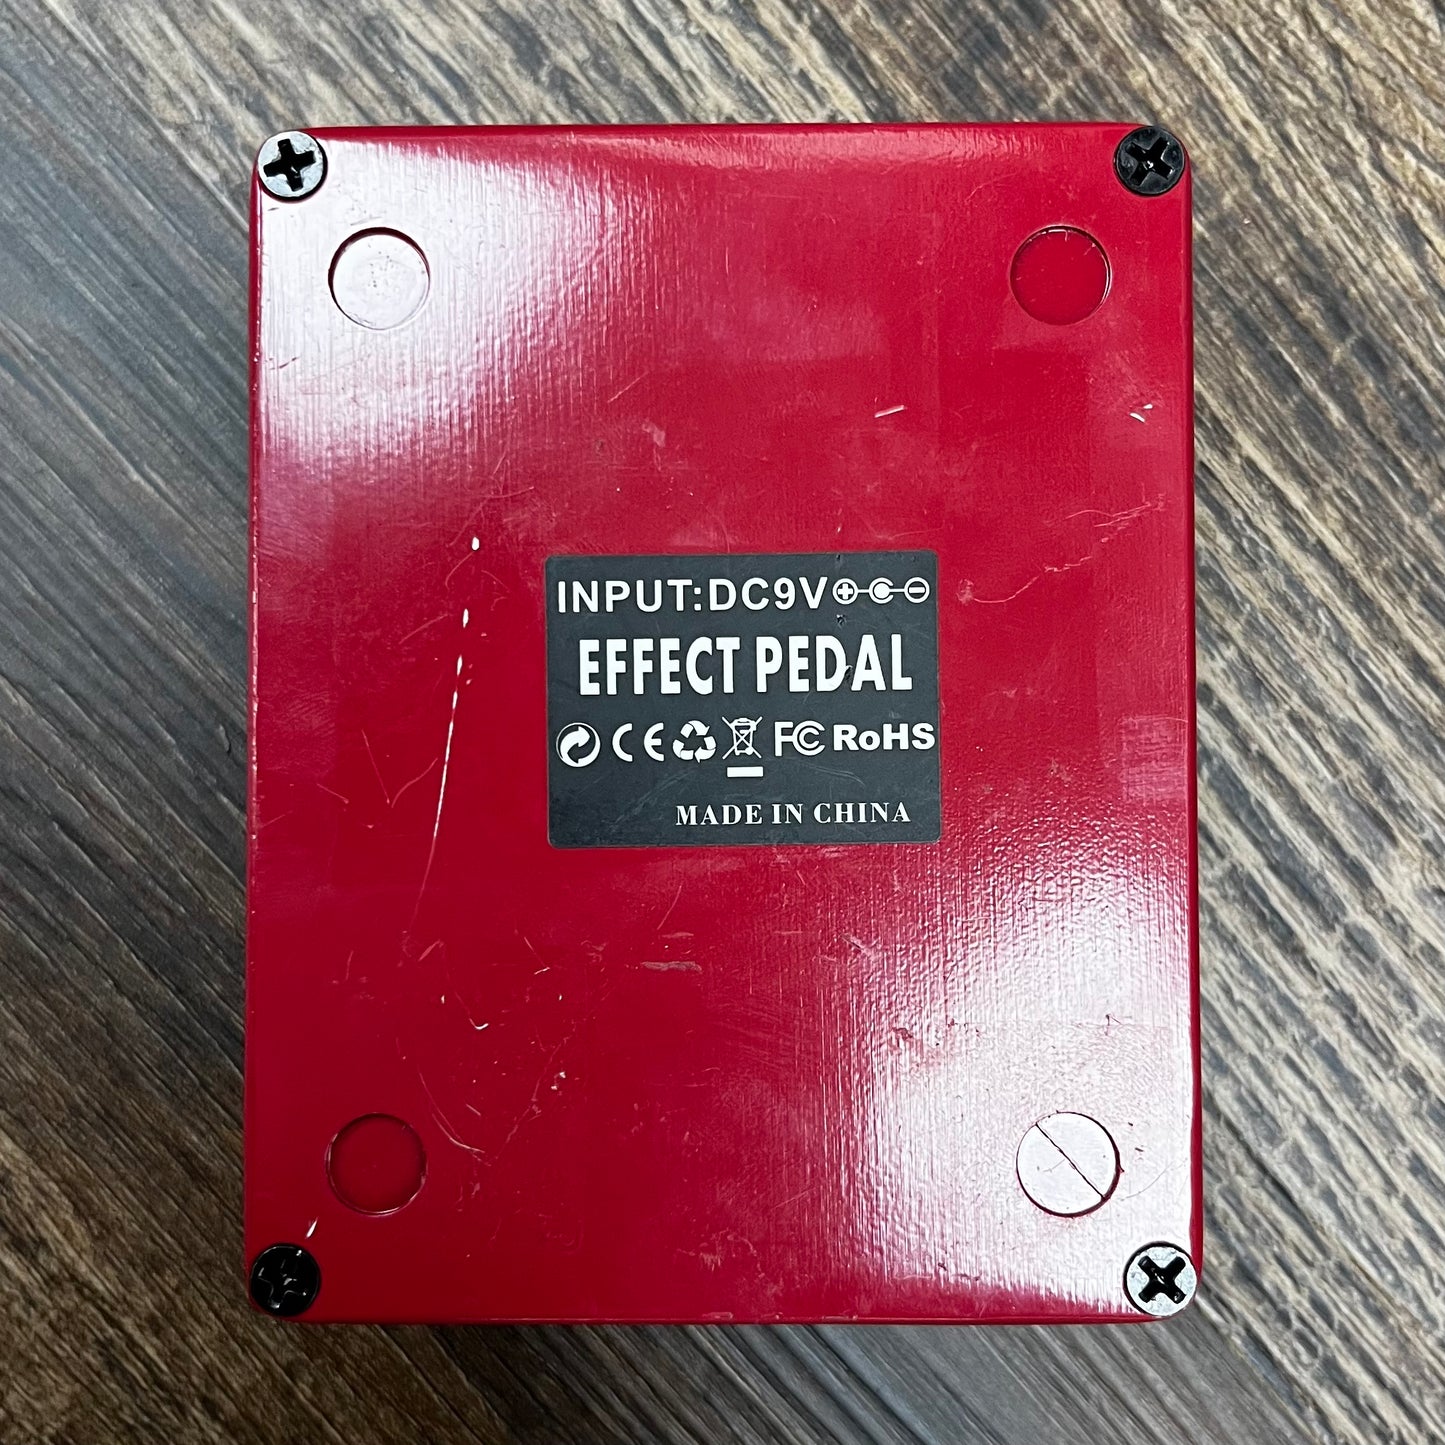 INPUT:DC9V
EFFECT PEDAL
CE FC RoHS
MADE IN CHINA